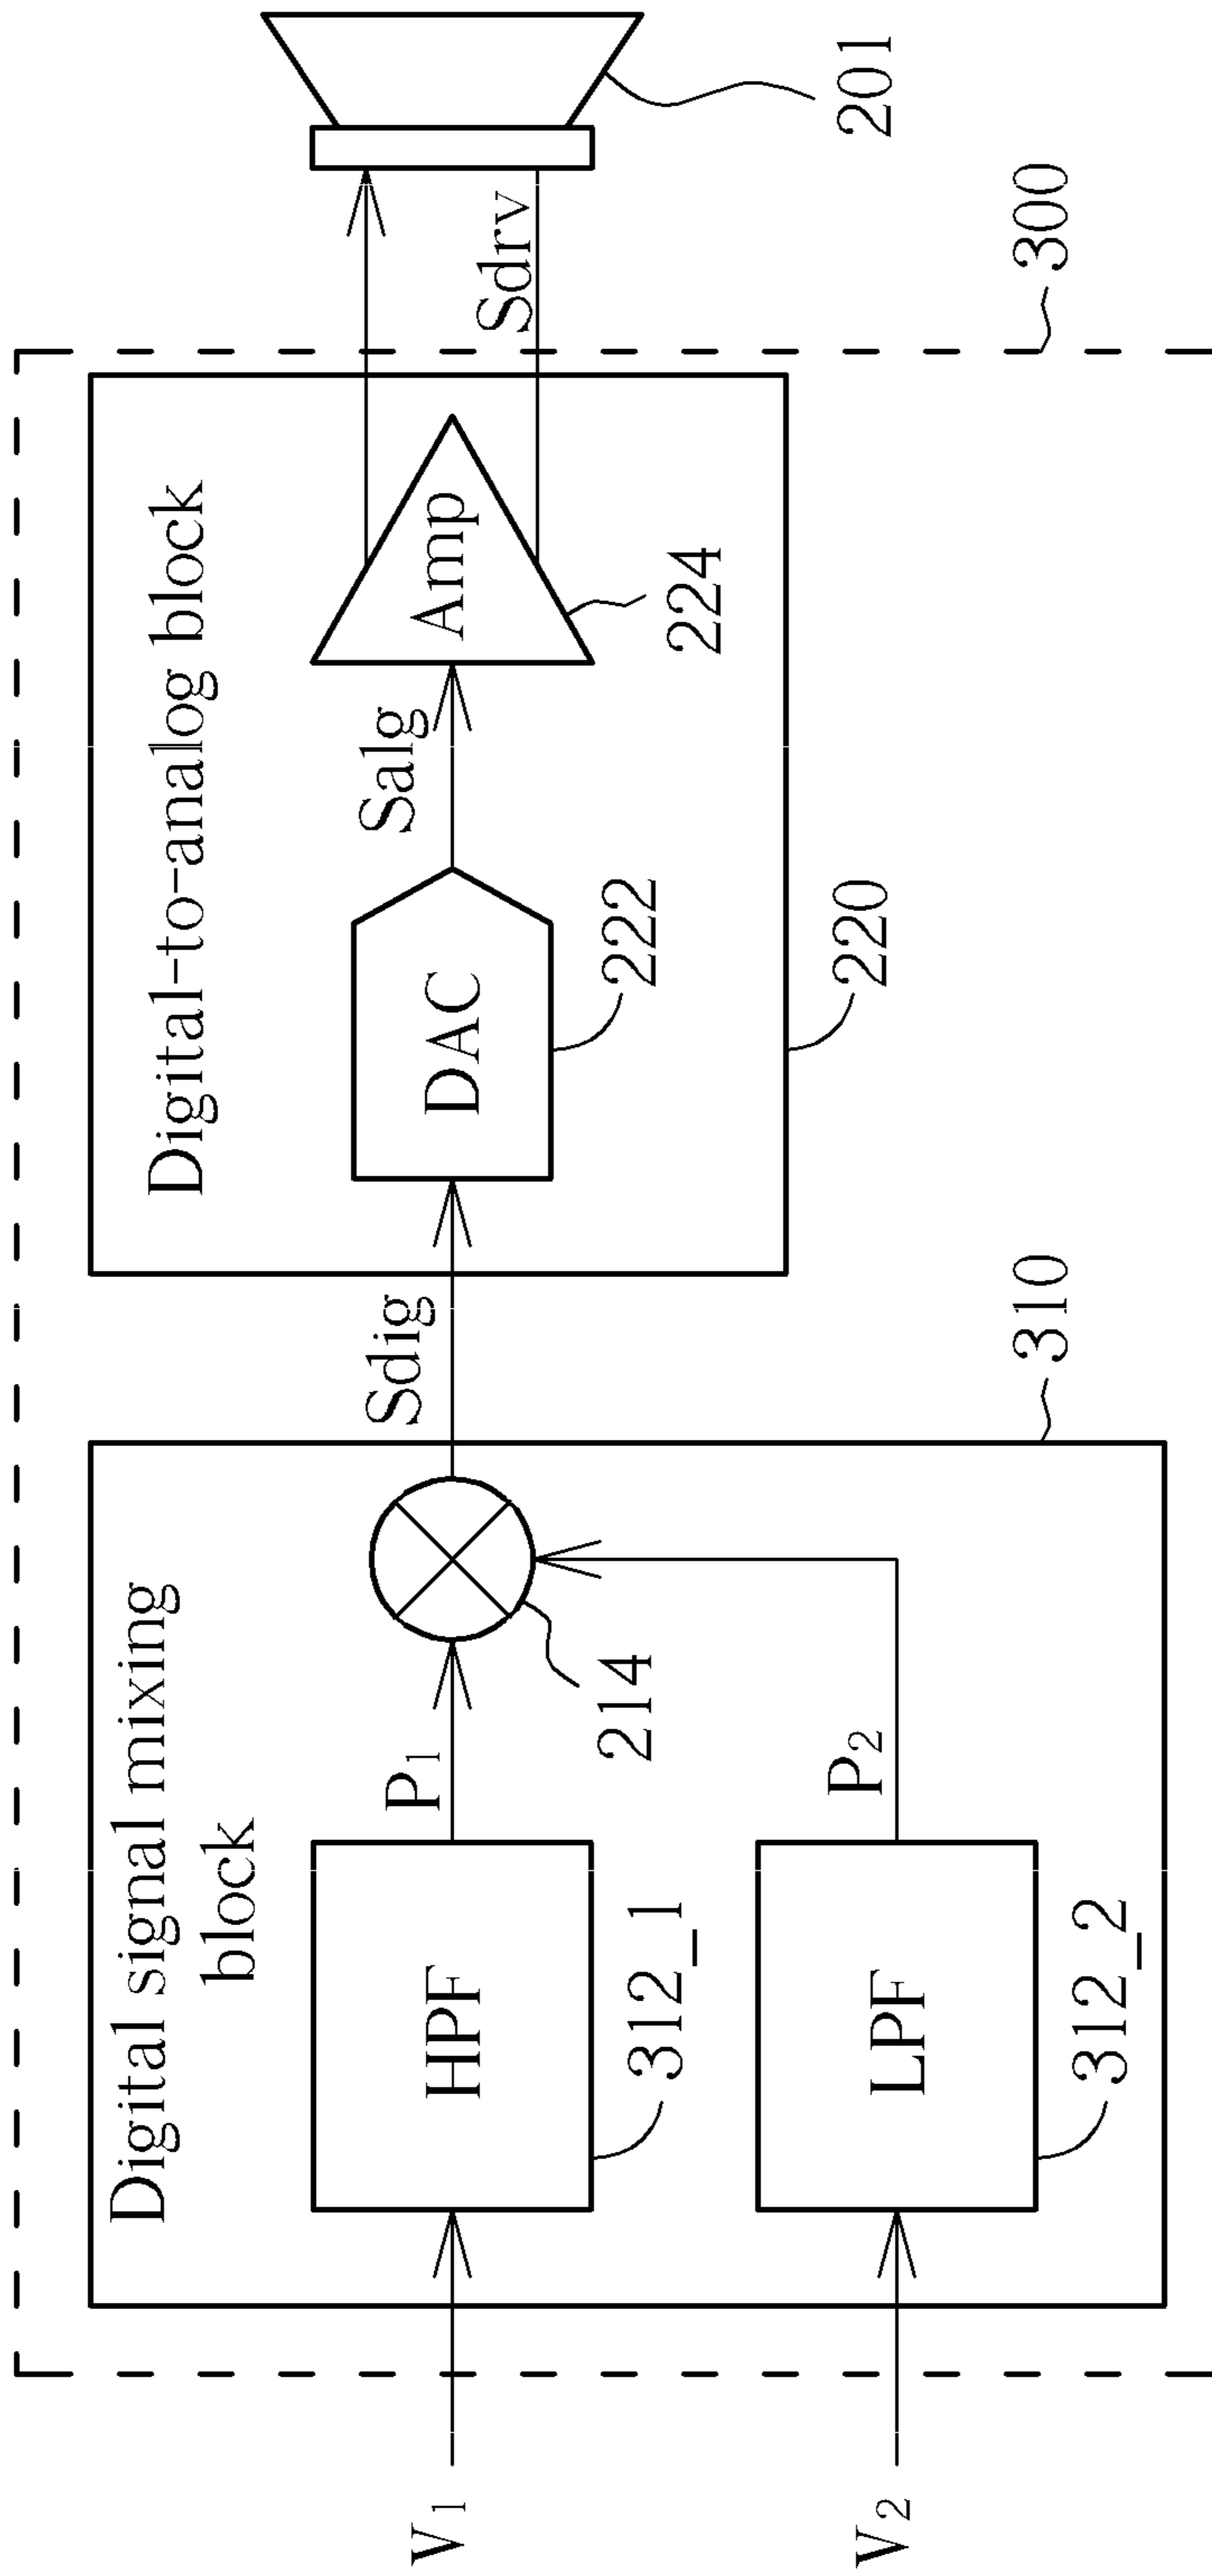 Digital signal mixing
block
Digital-to-analog block
V1
HPF
P1
Sdig
DAC
Salg
Amp
Sdrv
312_1
214
222
224
201
V2
LPF
P2
220
312_2
310
300